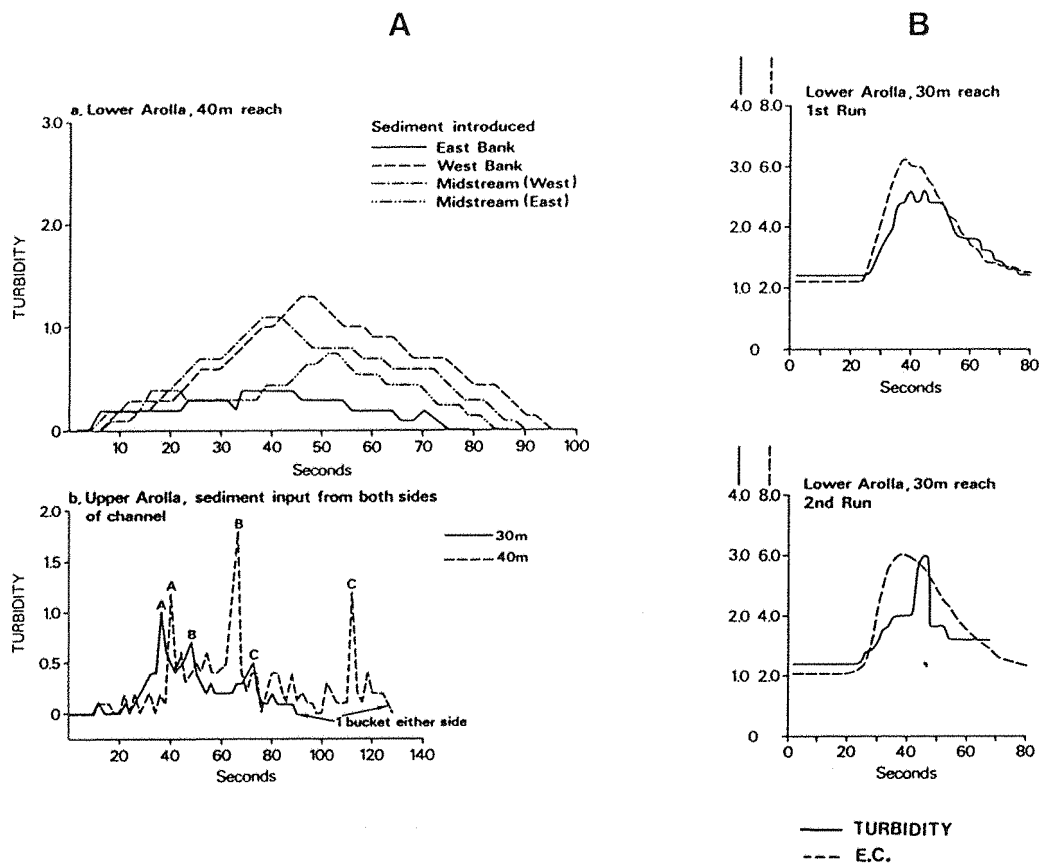 A
a. Lower Arolla, 40m reach
3.0
2.0
1.0
0
TURBIDITY
Sediment introduced
East Bank
West Bank
Midstream (West)
Midstream (East)
10 20 30 40 50 60 70 80 90 100
Seconds
b. Upper Arolla, sediment input from both sides
of channel
2.0
1.5
1.0
0.5
0
TURBIDITY
30m
40m
A
A
B
B
C
C
1 bucket either side
20 40 60 80 100 120 140
Seconds
B
Lower Arolla, 30m reach
1st Run
4.0 8.0
3.0 6.0
2.0 4.0
1.0 2.0
0
0 20 40 60 80
Seconds
Lower Arolla, 30m reach
2nd Run
4.0 8.0
3.0 6.0
2.0 4.0
1.0 2.0
0
0 20 40 60 80
Seconds
TURBIDITY
E.C.